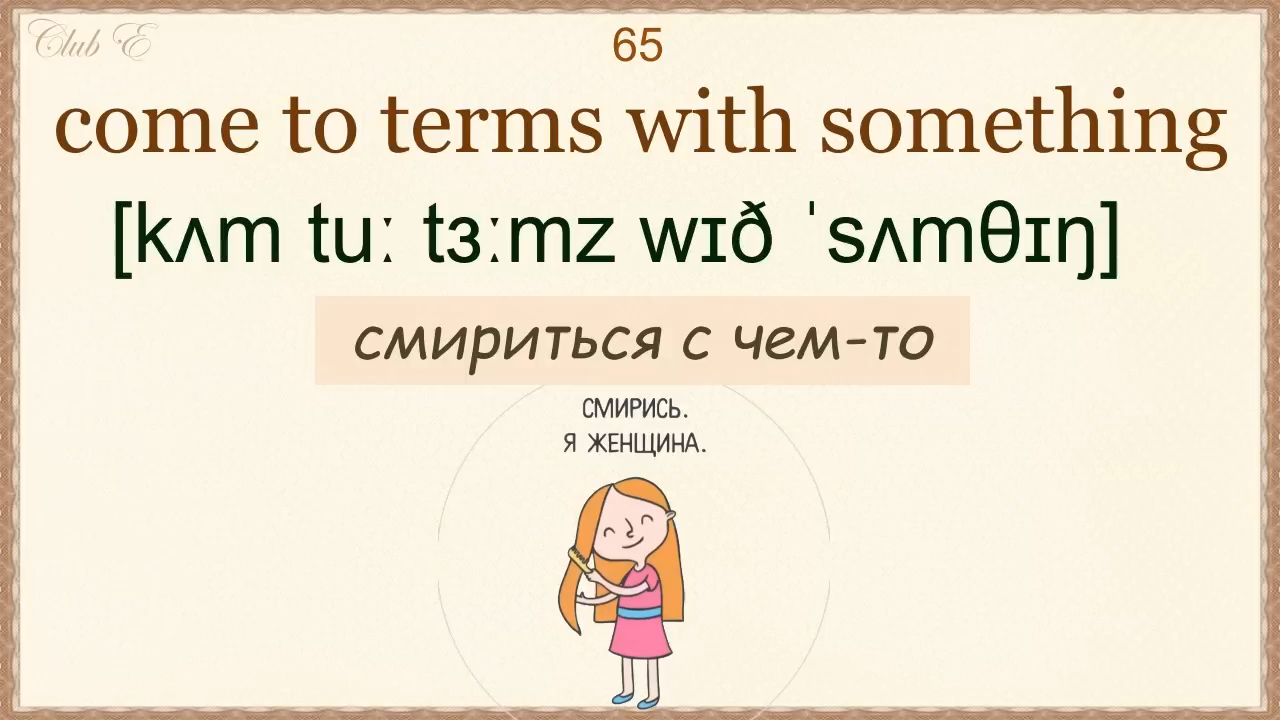 Club E
65
come to terms with something
[kʌm tuː tɜːmz wɪð ˈsʌmθɪŋ]
смириться с чем-то
СМИРИСЬ.
Я ЖЕНЩИНА.